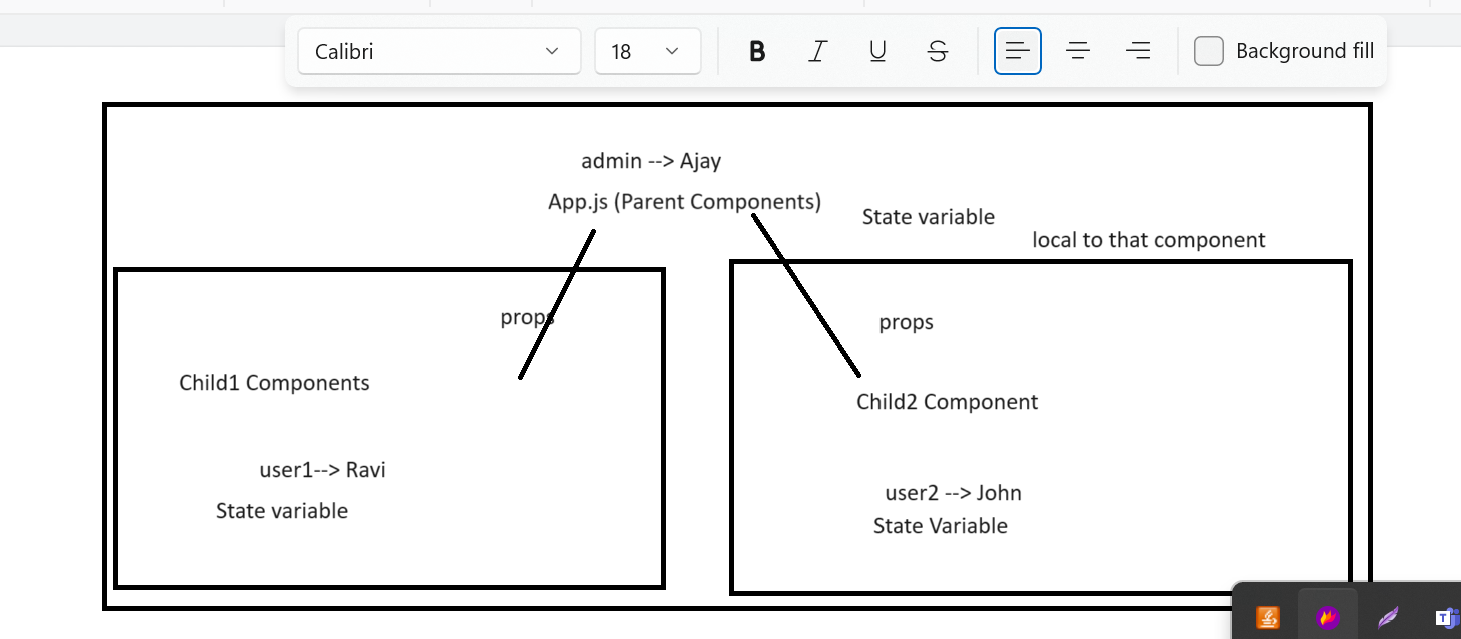 Calibri
18
B
I
U
S
Background fill
admin --> Ajay
App.js (Parent Components)
State variable
local to that component
props
Child1 Components
user1--> Ravi
State variable
props
Child2 Component
user2 --> John
State Variable